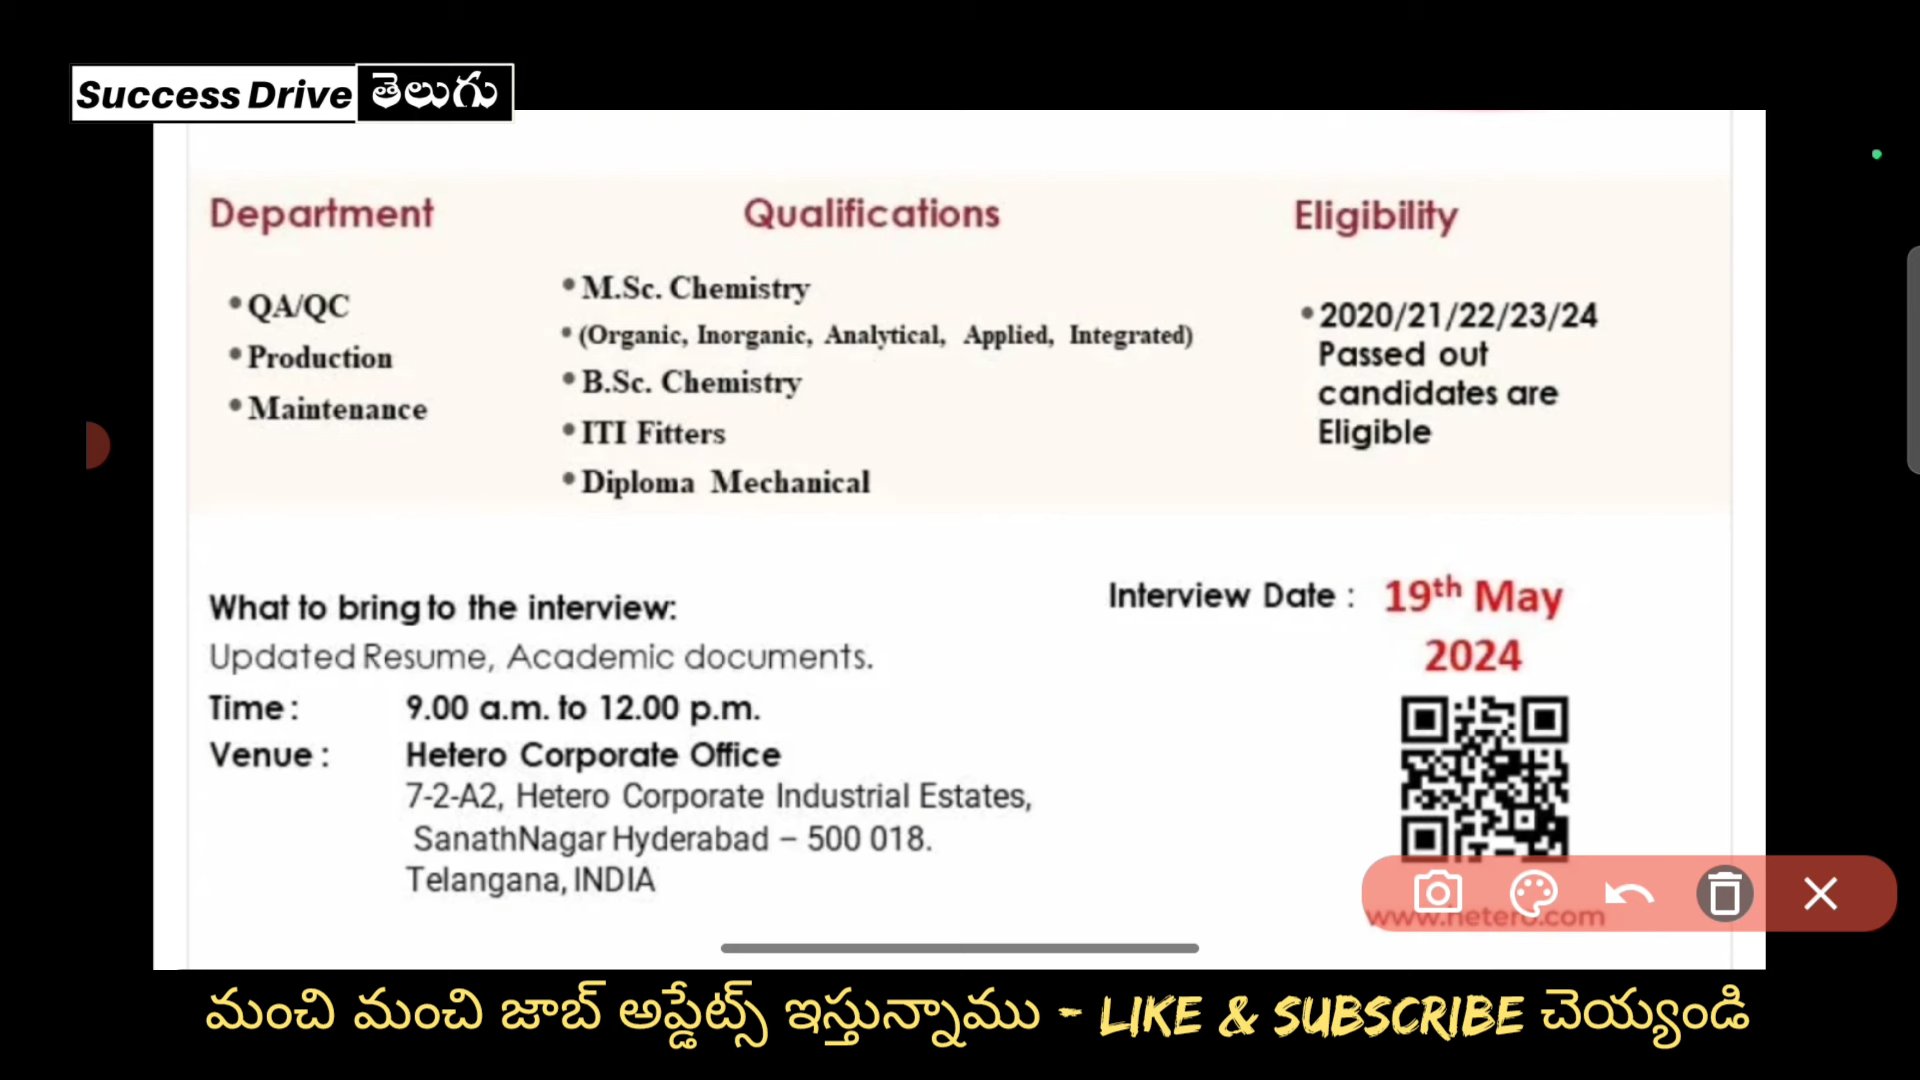 Success Drive తెలుగు
Department
Qualifications
Eligibility
• QA/QC
• Production
• Maintenance
• M.Sc. Chemistry
• (Organic, Inorganic, Analytical, Applied, Integrated)
• B.Sc. Chemistry
• ITI Fitters
• Diploma Mechanical
• 2020/21/22/23/24
Passed out
candidates are
Eligible
What to bring to the interview:
Updated Resume, Academic documents.
Time : 9.00 a.m. to 12.00 p.m.
Venue : Hetero Corporate Office
7-2-A2, Hetero Corporate Industrial Estates,
SanathNagar Hyderabad – 500 018.
Telangana, INDIA
Interview Date : 19th May
2024
www.hetero.com
మంచి మంచి జాబ్ అప్డేట్స్ ఇస్తున్నాము - LIKE & SUBSCRIBE చెయ్యండి